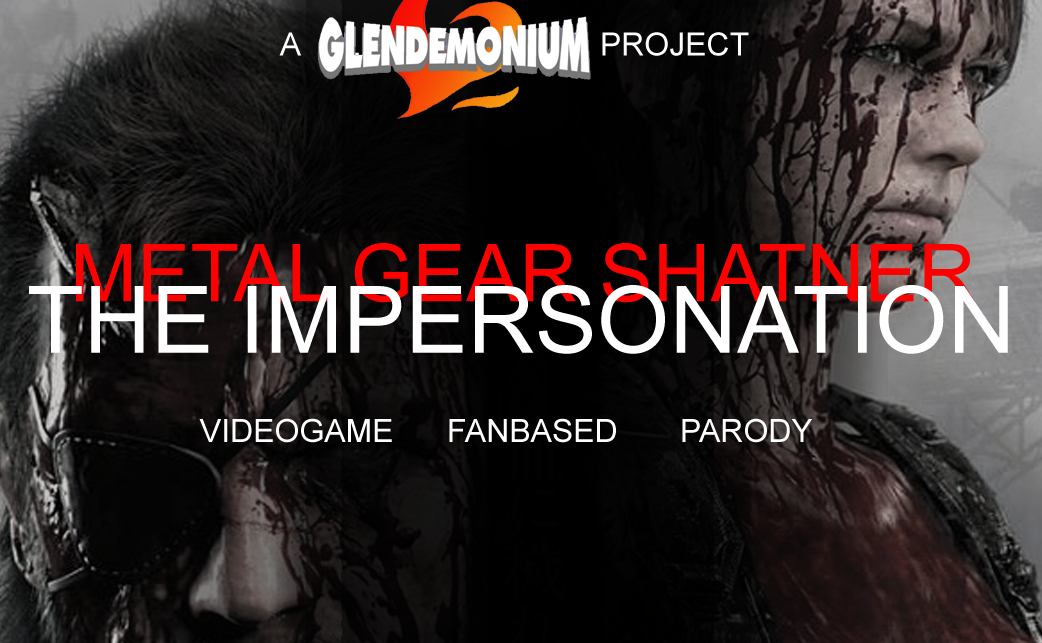 A GLENDEMONIUM PROJECT
METAL GEAR SHATNER
THE IMPERSONATION
VIDEOGAME FANBASED PARODY